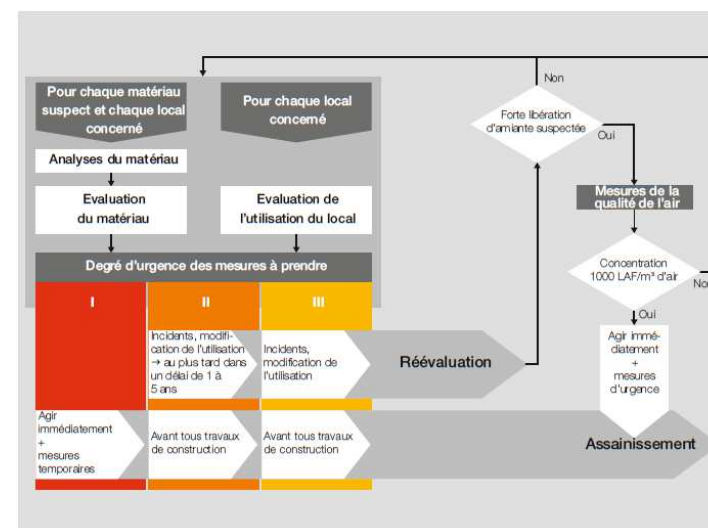 Pour chaque matériau
suspect et chaque local
concerné
Pour chaque local
concerné
Analyses du matériau
Evaluation
du matériau
Evaluation de
l'utilisation du local
Degré d'urgence des mesures à prendre
I
II
III
Incidents, modifi-
cation de l'utilisation
→ au plus tard dans
un délai de 1 à
5 ans
Incidents,
modification de
l'utilisation
Réévaluation
Agir
immédiatement
+
mesures
temporaires
Avant tous travaux
de construction
Avant tous travaux
de construction
Assainissement
Non
Forte libération
d'amiante suspectée
Oui
Mesures de la
qualité de l'air
Concentration
1000 LAF/m³ d'air
Oui
Agir immé-
diatement
+
mesures
d'urgence